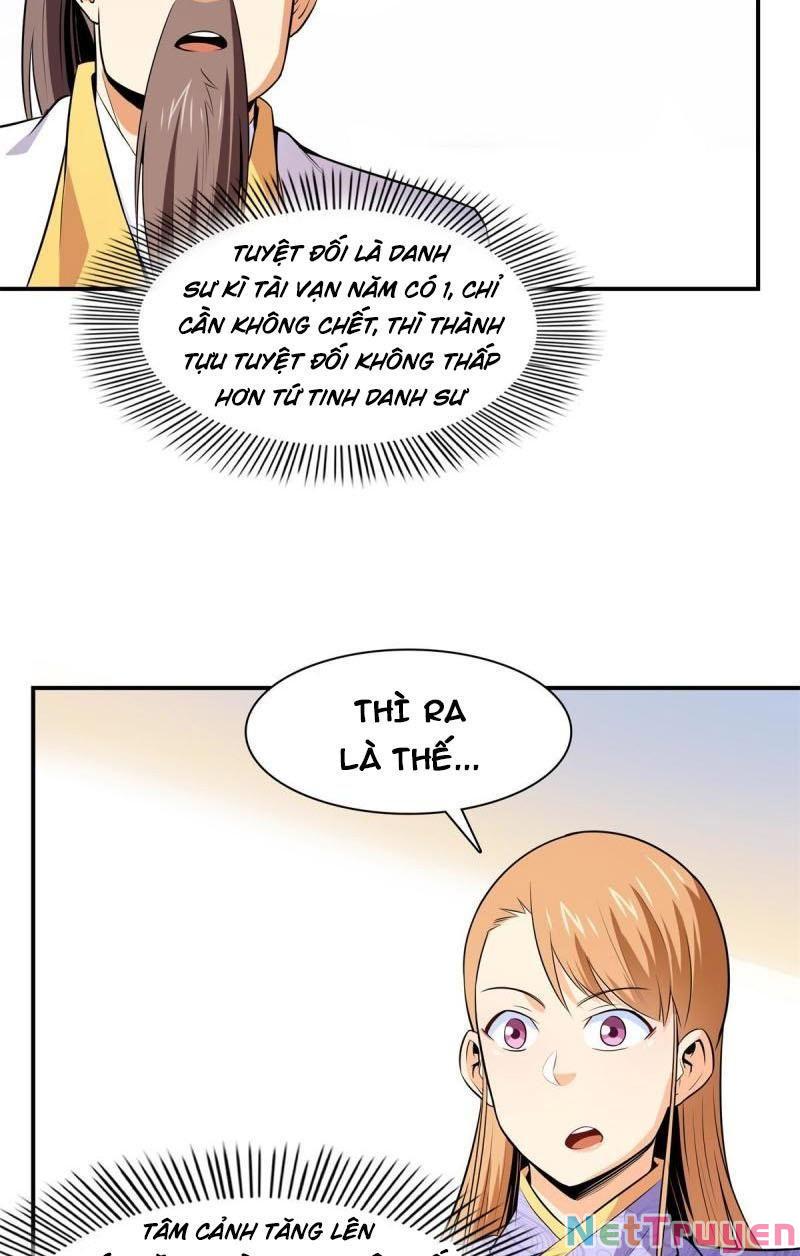 TUYỆT ĐỐI LÀ DANH
SƯ KÌ TÀI VẠN NĂM CÓ 1, CHỈ
CẦN KHÔNG CHẾT, THÌ THÀNH
TỰU TUYỆT ĐỐI KHÔNG THẤP
HƠN TỨ TINH DANH SƯ
THÌ RA
LÀ THẾ...
TÂM CẢNH TĂNG LÊN
NetTruyen